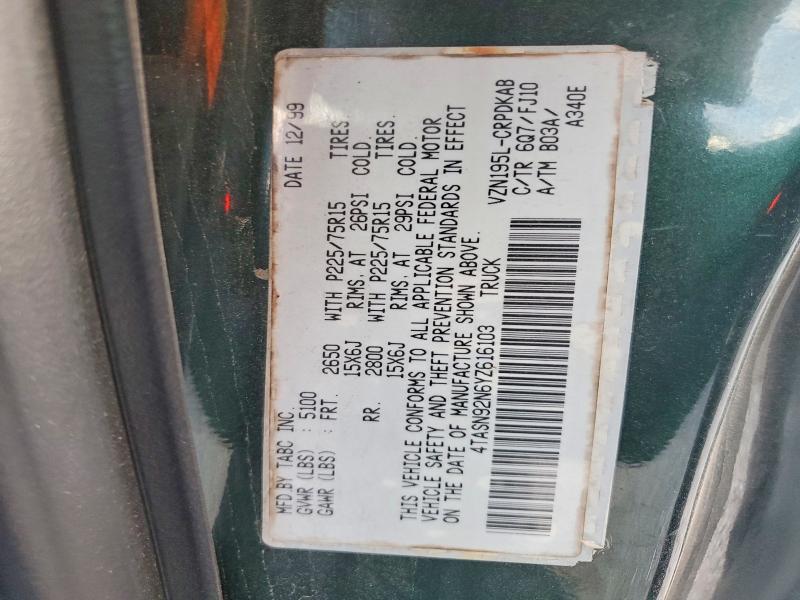 MFD.BY TABC INC. DATE 12/99
GVWR (LBS) : 5100
GAWR (LBS) : FRT. 2650 WITH P225/75R15 TIRES,
15X6J RIMS, AT 26PSI COLD.
RR. 2800 WITH P225/75R15 TIRES,
15X6J RIMS, AT 29PSI COLD.
THIS VEHICLE CONFORMS TO ALL APPLICABLE FEDERAL MOTOR
VEHICLE SAFETY AND THEFT PREVENTION STANDARDS IN EFFECT
ON THE DATE OF MANUFACTURE SHOWN ABOVE.
4TASN92N6YZ616103 TRUCK
VZN195L-CRPDKAB
C/TR 6Q7/FJ10
A/TM B03A/
A340E